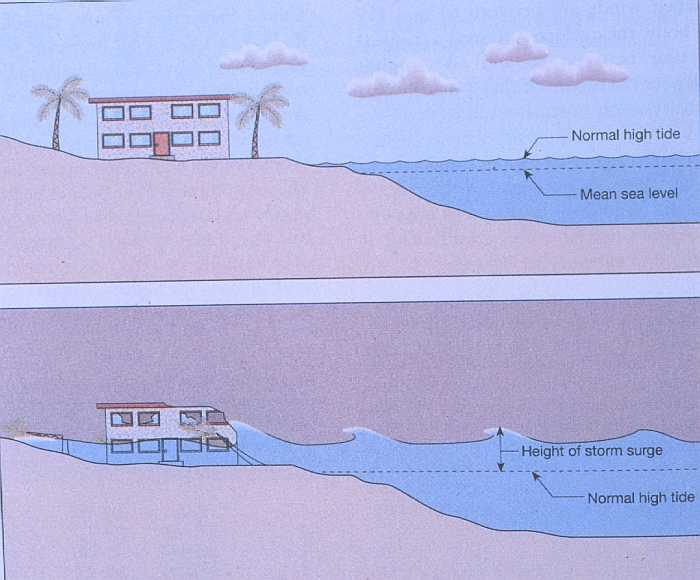 Normal high tide
Mean sea level
Height of storm surge
Normal high tide